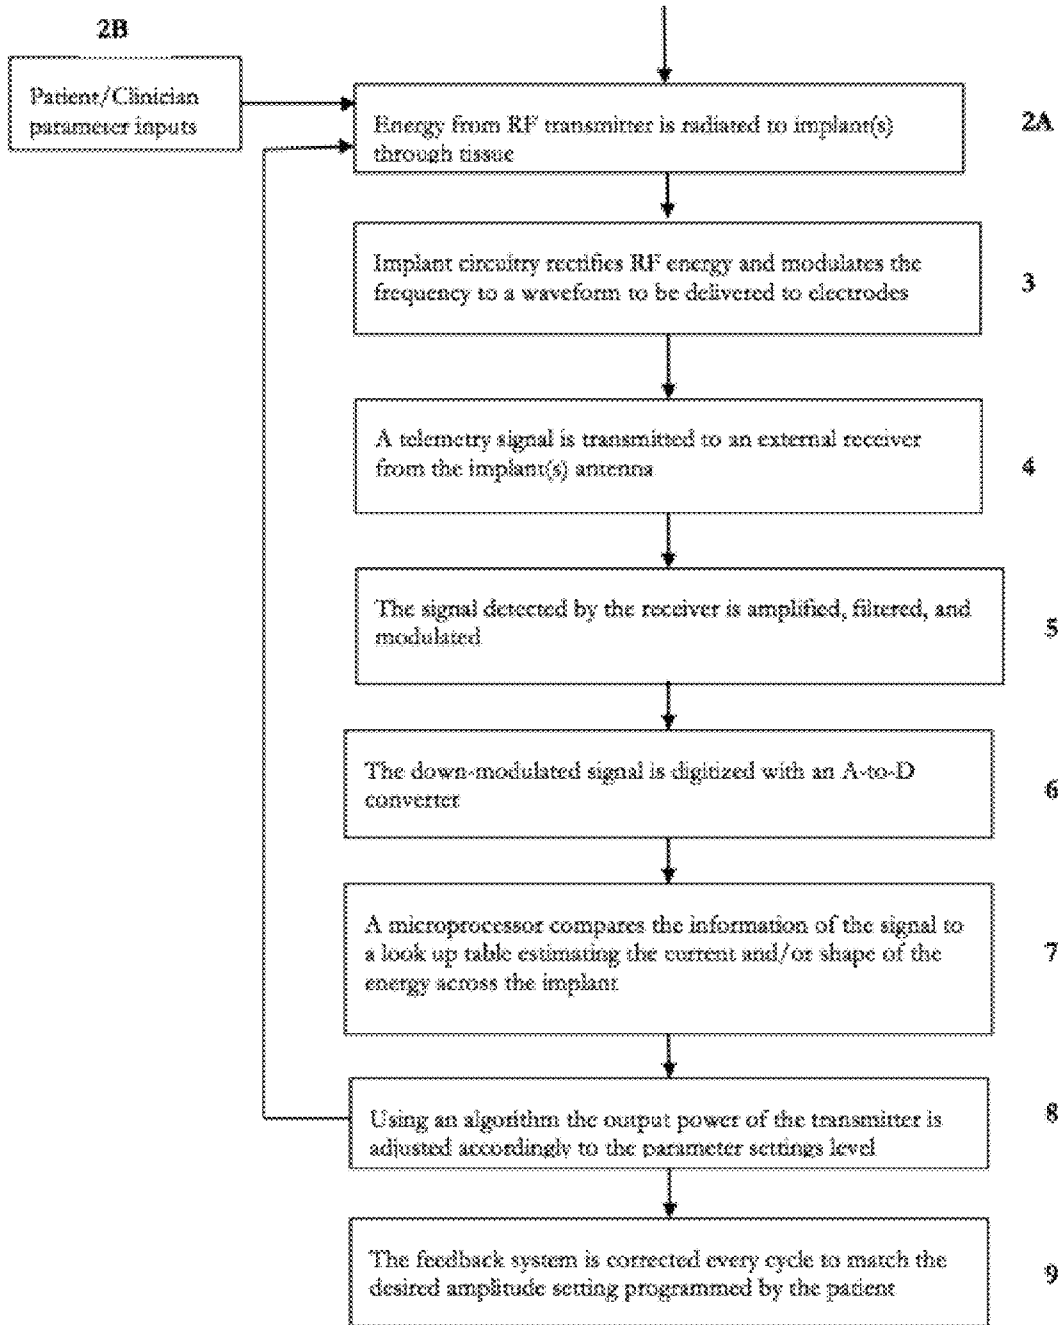 2B
Patient/Clinician
parameter inputs
Energy from RF transmitter is radiated to implant(s)
through tissue
2A
Implant circuitry rectifies RF energy and modulates the
frequency to a waveform to be delivered to electrodes
3
A telemetry signal is transmitted to an external receiver
from the implant(s) antenna
4
The signal detected by the receiver is amplified, filtered, and
modulated
5
The down-modulated signal is digitized with an A-to-D
converter
6
A microprocessor compares the information of the signal to
a look up table estimating the current and/or shape of the
energy across the implant
7
Using an algorithm the output power of the transmitter is
adjusted accordingly to the parameter settings level
8
The feedback system is corrected every cycle to match the
desired amplitude setting programmed by the patient
9